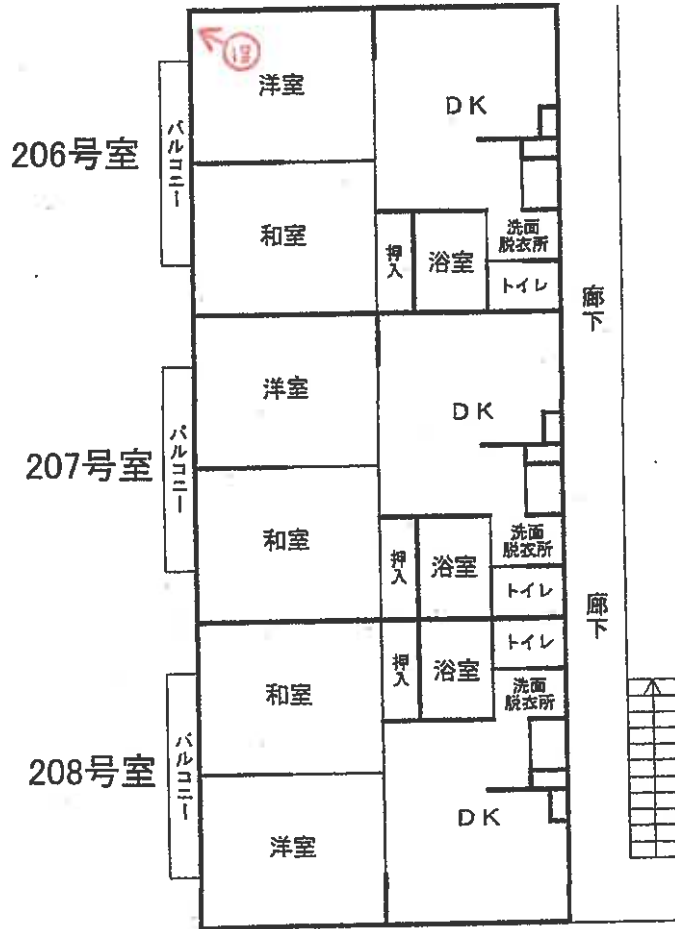 洋室
DK
206号室
バルコニー
和室
押入
浴室
洗面
脱衣所
トイレ
廊下
洋室
DK
207号室
バルコニー
和室
押入
浴室
洗面
脱衣所
トイレ
廊下
和室
押入
浴室
トイレ
洗面
脱衣所
208号室
バルコニー
洋室
DK